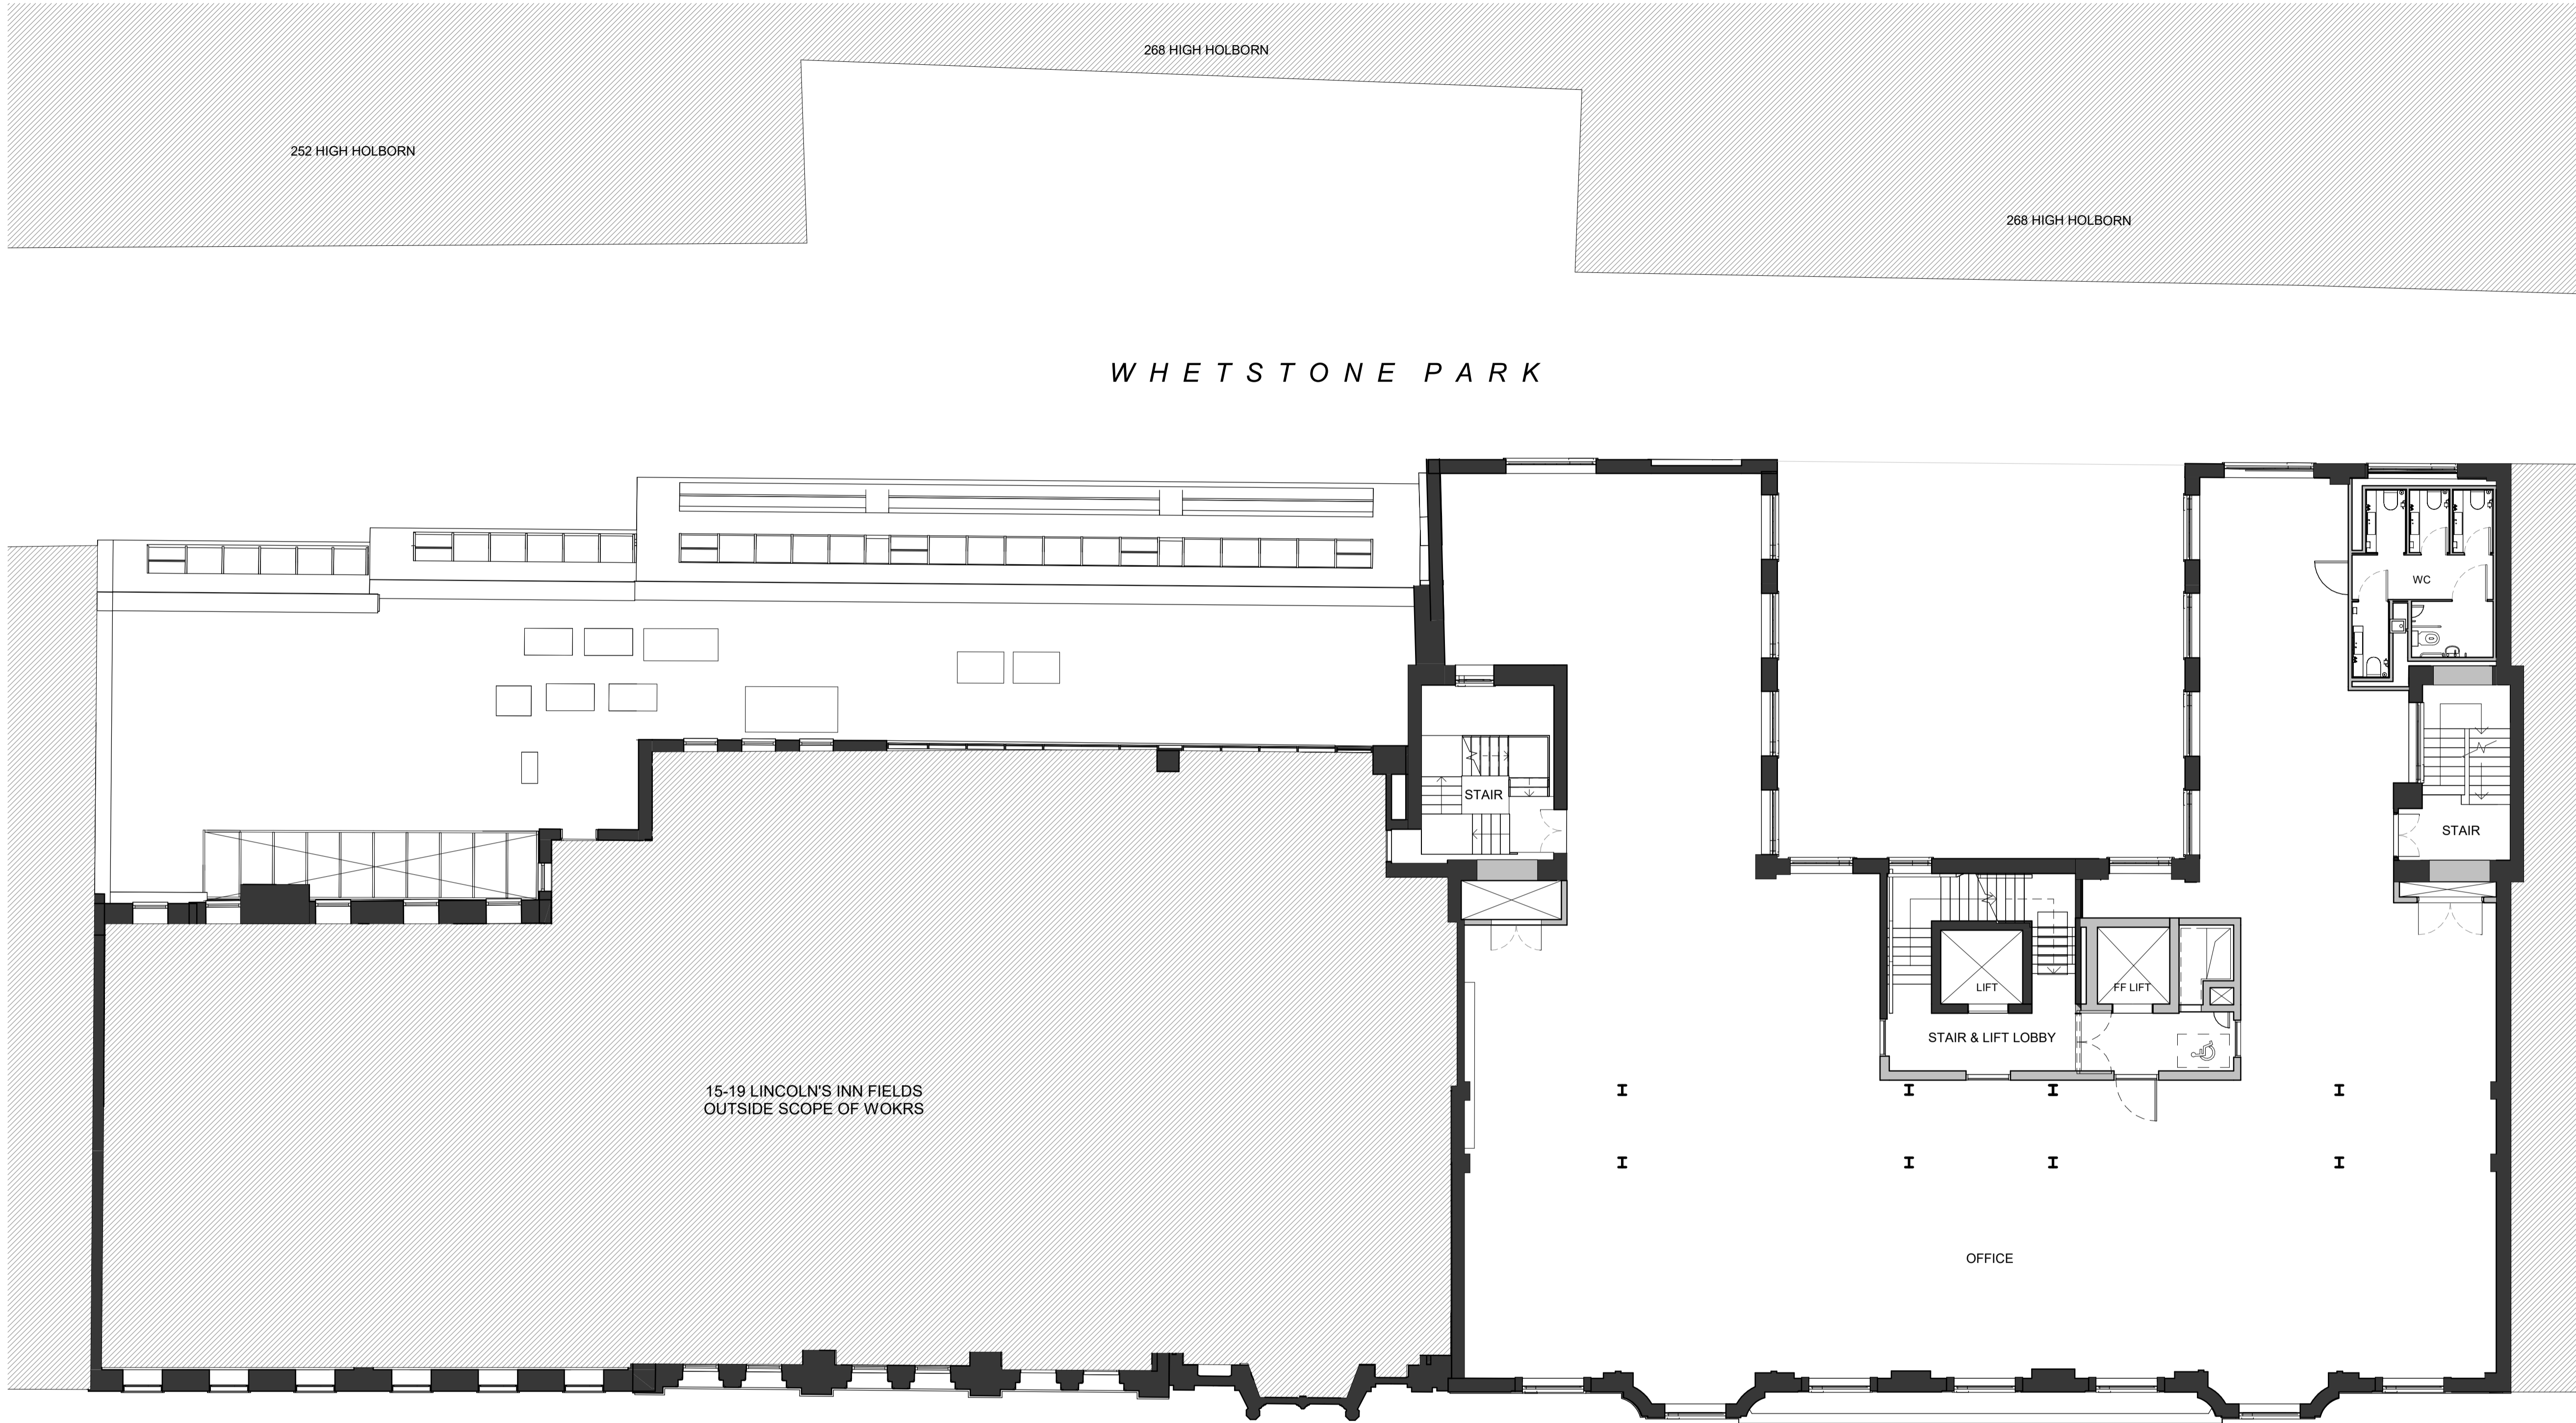 268 HIGH HOLBORN
252 HIGH HOLBORN
268 HIGH HOLBORN
WHETSTONE PARK
WC
STAIR
STAIR
LIFT
FF LIFT
STAIR & LIFT LOBBY
15-19 LINCOLN'S INN FIELDS
OUTSIDE SCOPE OF WOKRS
OFFICE